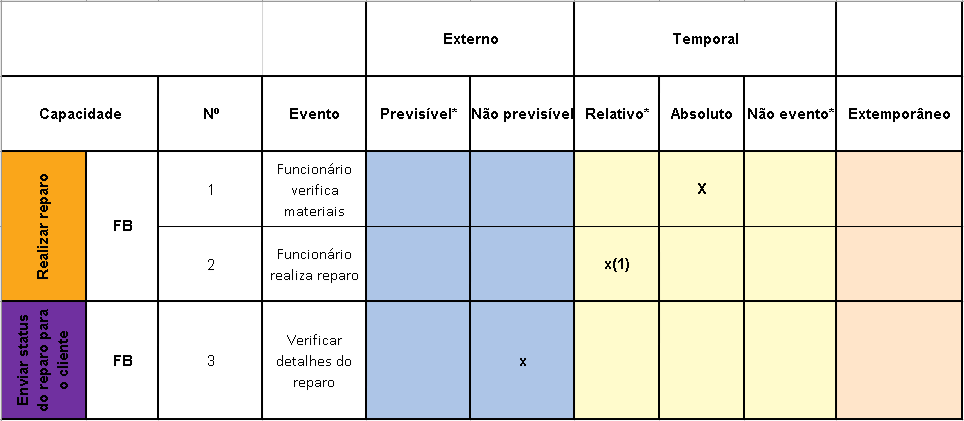 Externo
Temporal
Capacidade
Nº
Evento
Previsível*
Não previsível
Relativo*
Absoluto
Não evento*
Extemporâneo
Realizar reparo
FB
1
Funcionário
verifica
materiais
X
2
Funcionário
realiza reparo
x(1)
Enviar status
do reparo para
o cliente
FB
3
Verificar
detalhes do
reparo
x